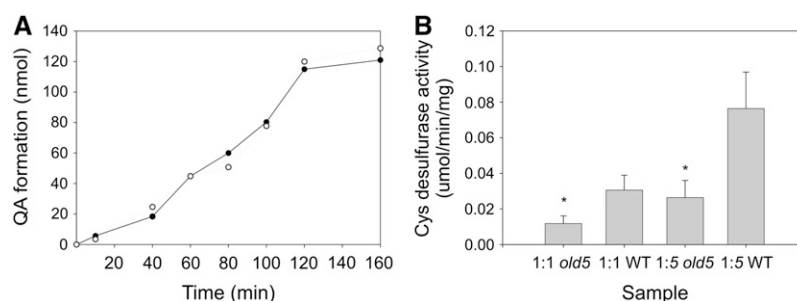 A
QA formation (nmol)
140
120
100
80
60
40
20
0
20 40 60 80 100 120 140 160
Time (min)
B
Cys desulfurase activity
(umol/min/mg)
0.12
0.10
0.08
0.06
0.04
0.02
0.00
* *
1:1 old5 1:1 WT 1:5 old5 1:5 WT
Sample